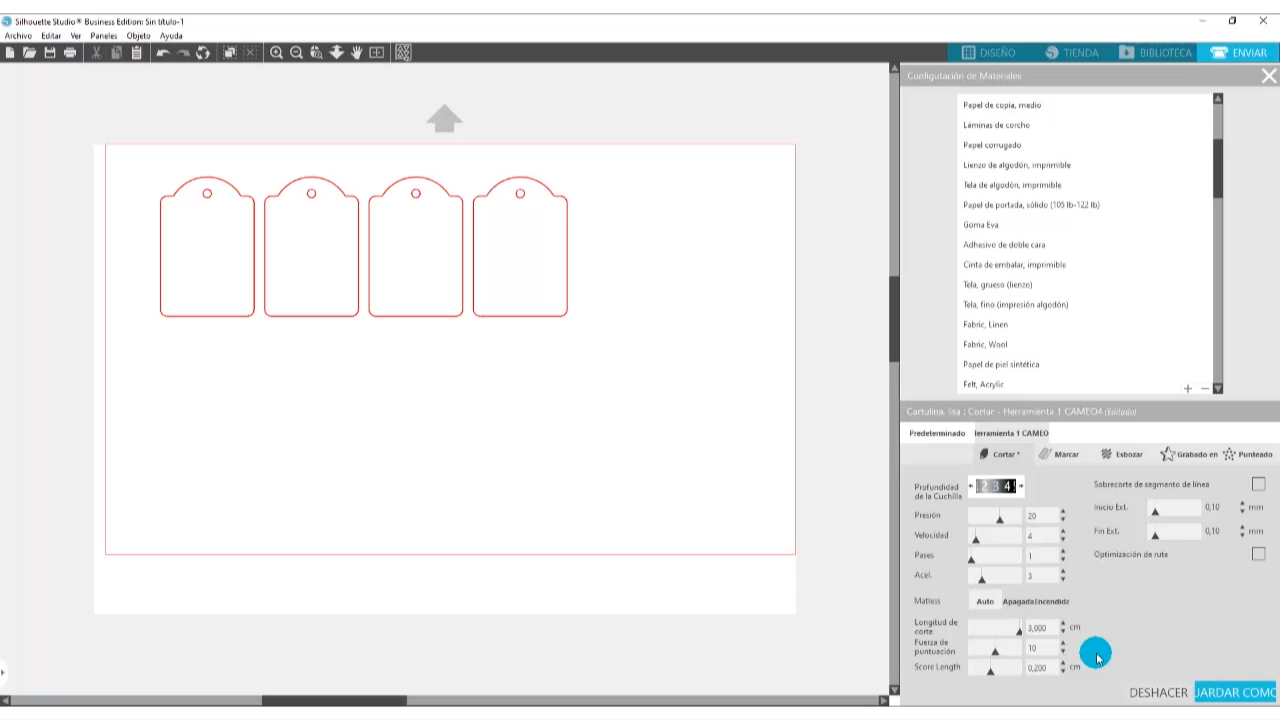 Silhouette Studio® Business Edition: Sin título-1
Archivo Editar Ver Paneles Objeto Ayuda
DISEÑO TIENDA BIBLIOTECA ENVIAR
Configutación de Materiales
Papel de copia, medio
Láminas de corcho
Papel corrugado
Lienzo de algodón, imprimible
Tela de algodón, imprimible
Papel de portada, sólido (105 lb-122 lb)
Goma Eva
Adhesivo de doble cara
Cinta de embalar, imprimible
Tela, grueso (lienzo)
Tela, fino (impresión algodón)
Fabric, Linen
Fabric, Wool
Papel de piel sintética
Felt, Acrylic
Cartulina, lisa : Cortar - Herramienta 1 CAMEO4 (Editado)
Predeterminado Herramienta 1 CAMEO
Cortar * Marcar Esbozar Grabado en Punteado
Profundidad de la Cuchilla 2 3 4
Sobrecorte de segmento de línea
Presión 20
Inicio Ext. 0,10 mm
Velocidad 4
Fin Ext. 0,10 mm
Pases 1
Optimización de ruta
Acel. 3
Matless Auto Apagada Encendida
Longitud de corte 3,000 cm
Fuerza de puntuación 10
Score Length 0,200 cm
DESHACER UARDAR COMO